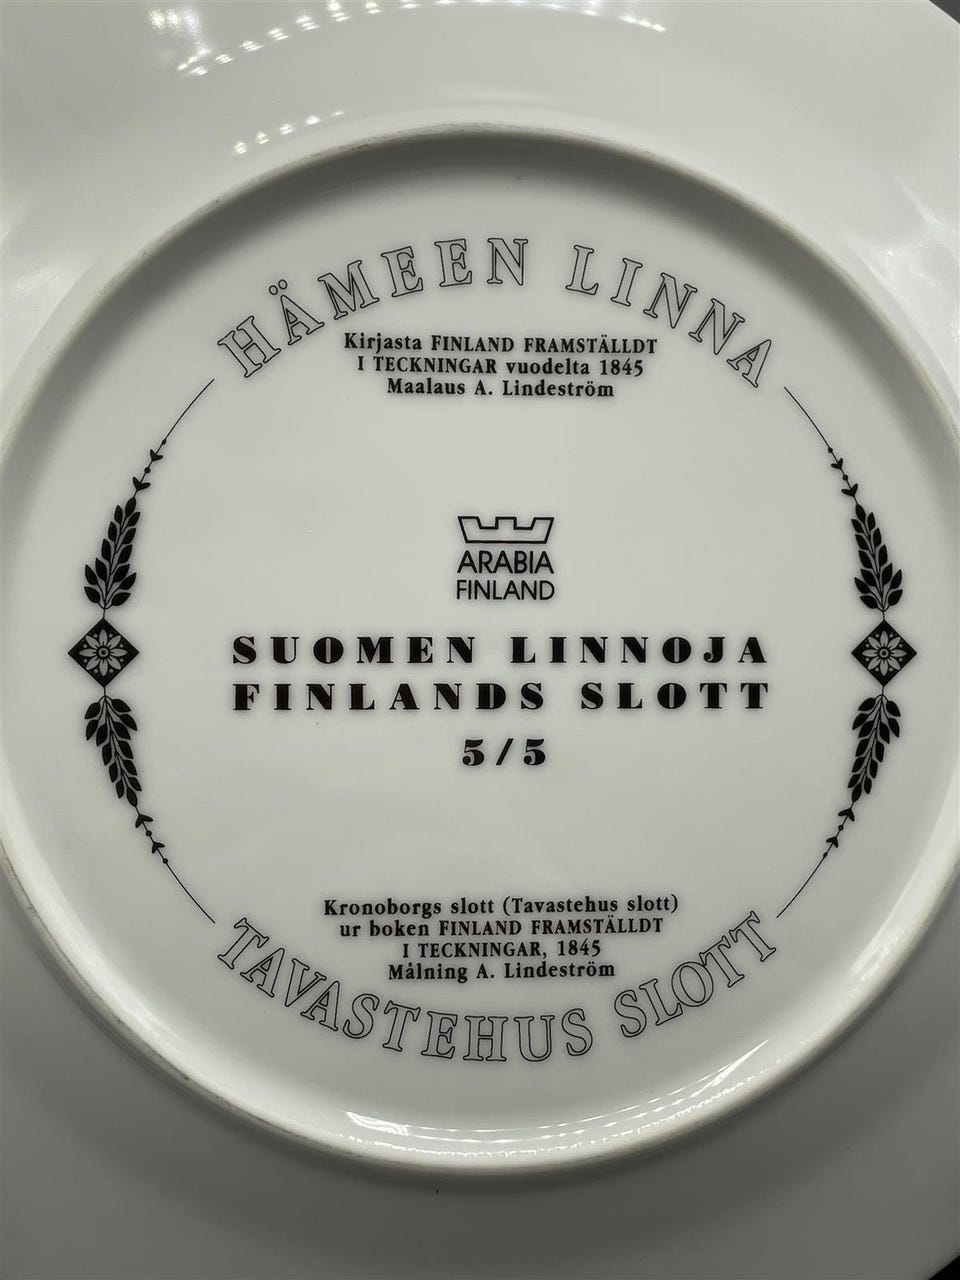 HÄMEEN LINNA
Kirjasta FINLAND FRAMSTÄLLDT
I TECKNINGAR vuodelta 1845
Maalaus A. Lindeström
ARABIA
FINLAND
SUOMEN LINNOJA
FINLANDS SLOTT
5/5
Kronoborgs slott (Tavastehus slott)
ur boken FINLAND FRAMSTÄLLDT
I TECKNINGAR, 1845
Målning A. Lindeström
TAVASTEHUS SLOTT